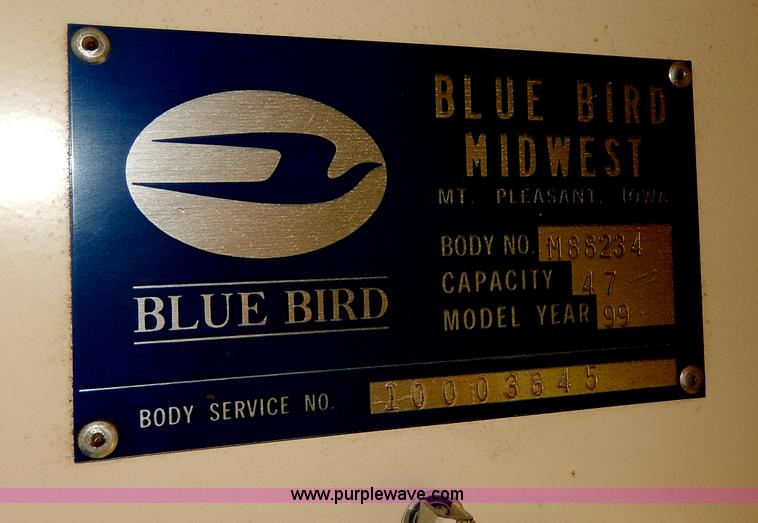 BLUE BIRD
MIDWEST
MT. PLEASANT, IOWA
BODY NO. M88234
CAPACITY 47
MODEL YEAR 99
BLUE BIRD
BODY SERVICE NO. 10003845
www.purplewave.com